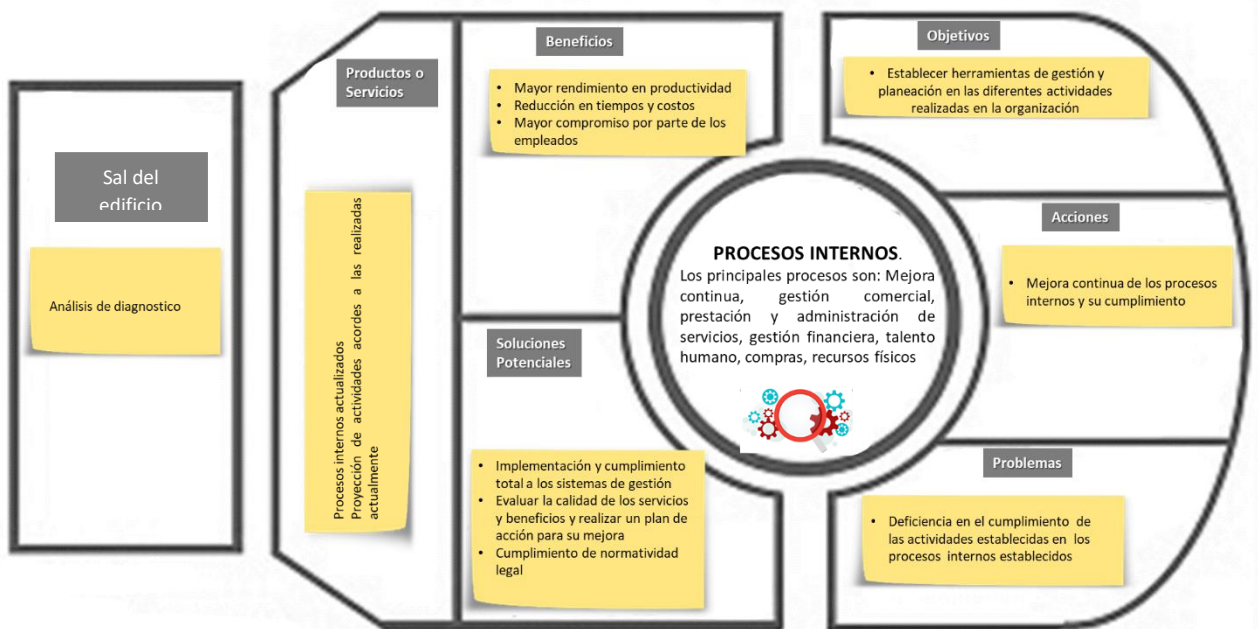 Sal del
edificio
Análisis de diagnostico
Productos o
Servicios
Procesos internos actualizados
Proyección de actividades acordes a las realizadas
actualmente
Beneficios
• Mayor rendimiento en productividad
• Reducción en tiempos y costos
• Mayor compromiso por parte de los
empleados
Soluciones
Potenciales
• Implementación y cumplimiento
total a los sistemas de gestión
• Evaluar la calidad de los servicios
y beneficios y realizar un plan de
acción para su mejora
• Cumplimiento de normatividad
legal
PROCESOS INTERNOS.
Los principales procesos son: Mejora
continua, gestión comercial,
prestación y administración de
servicios, gestión financiera, talento
humano, compras, recursos físicos
Objetivos
• Establecer herramientas de gestión y
planeación en las diferentes actividades
realizadas en la organización
Acciones
• Mejora continua de los procesos
internos y su cumplimiento
Problemas
• Deficiencia en el cumplimiento de
las actividades establecidas en los
procesos internos establecidos